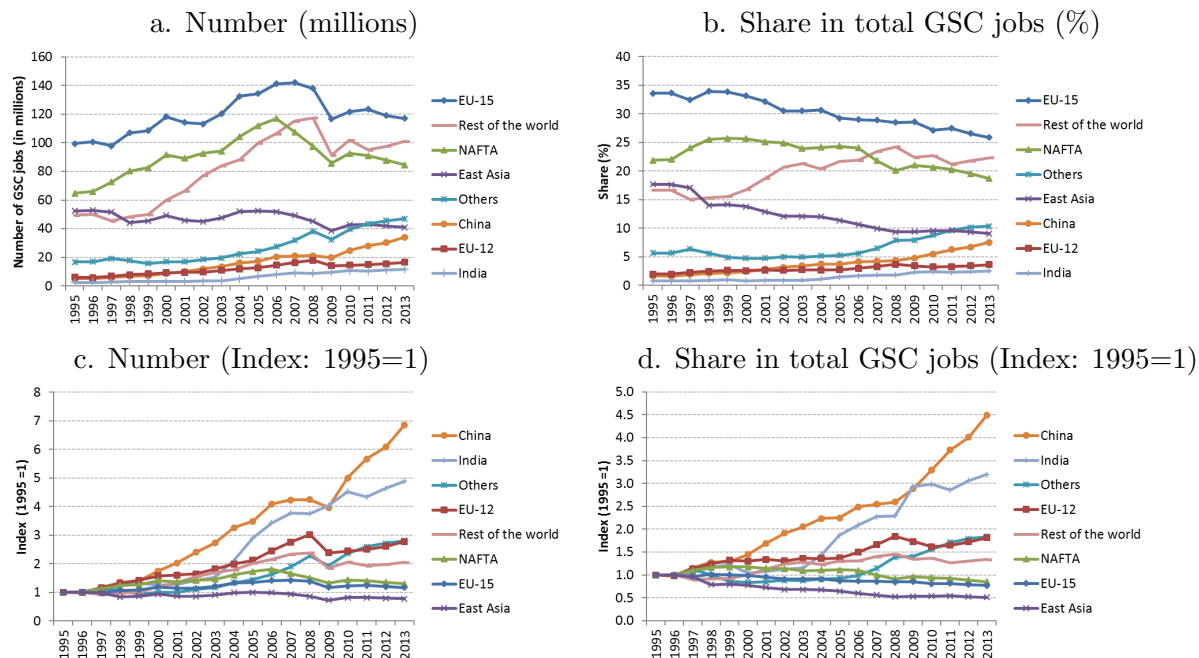 a. Number (millions)
Number of GSC jobs (in millions)
160
140
120
100
80
60
40
20
0
1995
1996
1997
1998
1999
2000
2001
2002
2003
2004
2005
2006
2007
2008
2009
2010
2011
2012
2013
EU-15
Rest of the world
NAFTA
East Asia
Others
China
EU-12
India
b. Share in total GSC jobs (%)
Share (%)
40
35
30
25
20
15
10
5
0
1995
1996
1997
1998
1999
2000
2001
2002
2003
2004
2005
2006
2007
2008
2009
2010
2011
2012
2013
EU-15
Rest of the world
NAFTA
Others
East Asia
China
EU-12
India
c. Number (Index: 1995=1)
Index (1995 =1)
8
7
6
5
4
3
2
1
0
1995
1996
1997
1998
1999
2000
2001
2002
2003
2004
2005
2006
2007
2008
2009
2010
2011
2012
2013
China
India
Others
EU-12
Rest of the world
NAFTA
EU-15
East Asia
d. Share in total GSC jobs (Index: 1995=1)
Index (1995 =1)
5.0
4.5
4.0
3.5
3.0
2.5
2.0
1.5
1.0
0.5
0.0
1995
1996
1997
1998
1999
2000
2001
2002
2003
2004
2005
2006
2007
2008
2009
2010
2011
2012
2013
China
India
Others
EU-12
Rest of the world
NAFTA
EU-15
East Asia